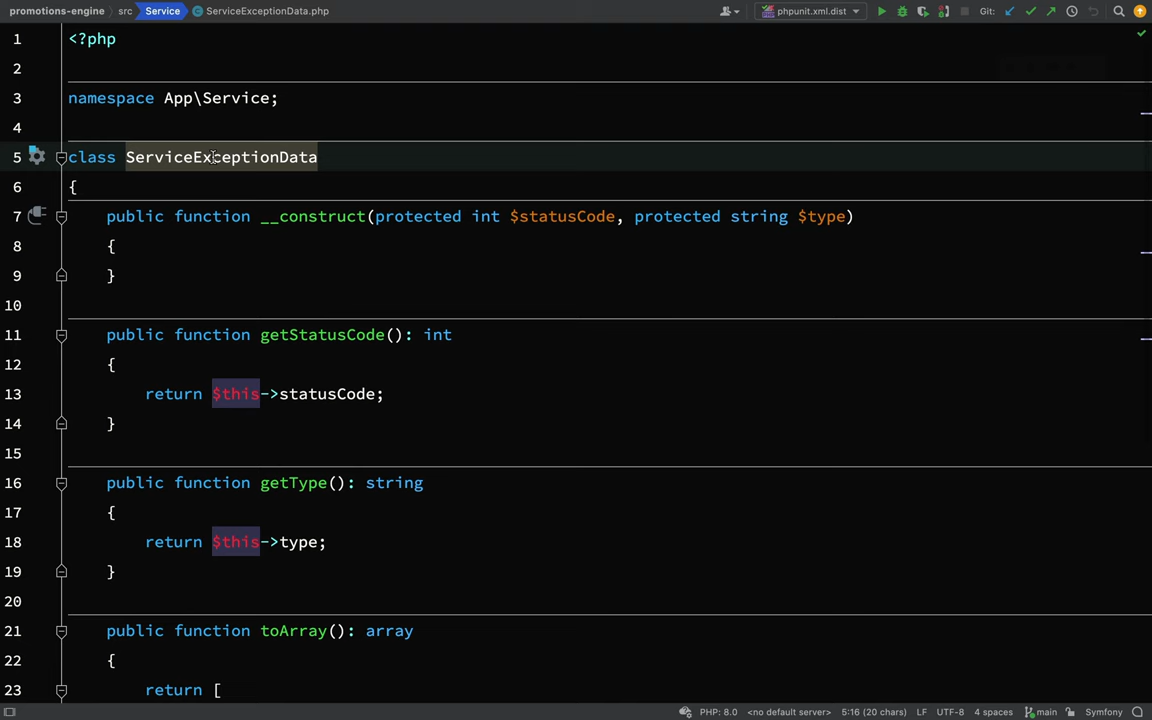 promotions-engine src Service ServiceExceptionData.php phpunit.xml.dist Git:
1 <?php
2
3 namespace App\Service;
4
5 class ServiceExceptionData
6 {
7 public function __construct(protected int $statusCode, protected string $type)
8 {
9 }
10
11 public function getStatusCode(): int
12 {
13 return $this->statusCode;
14 }
15
16 public function getType(): string
17 {
18 return $this->type;
19 }
20
21 public function toArray(): array
22 {
23 return [
PHP: 8.0 <no default server> 5:16 (20 chars) LF UTF-8 4 spaces main Symfony